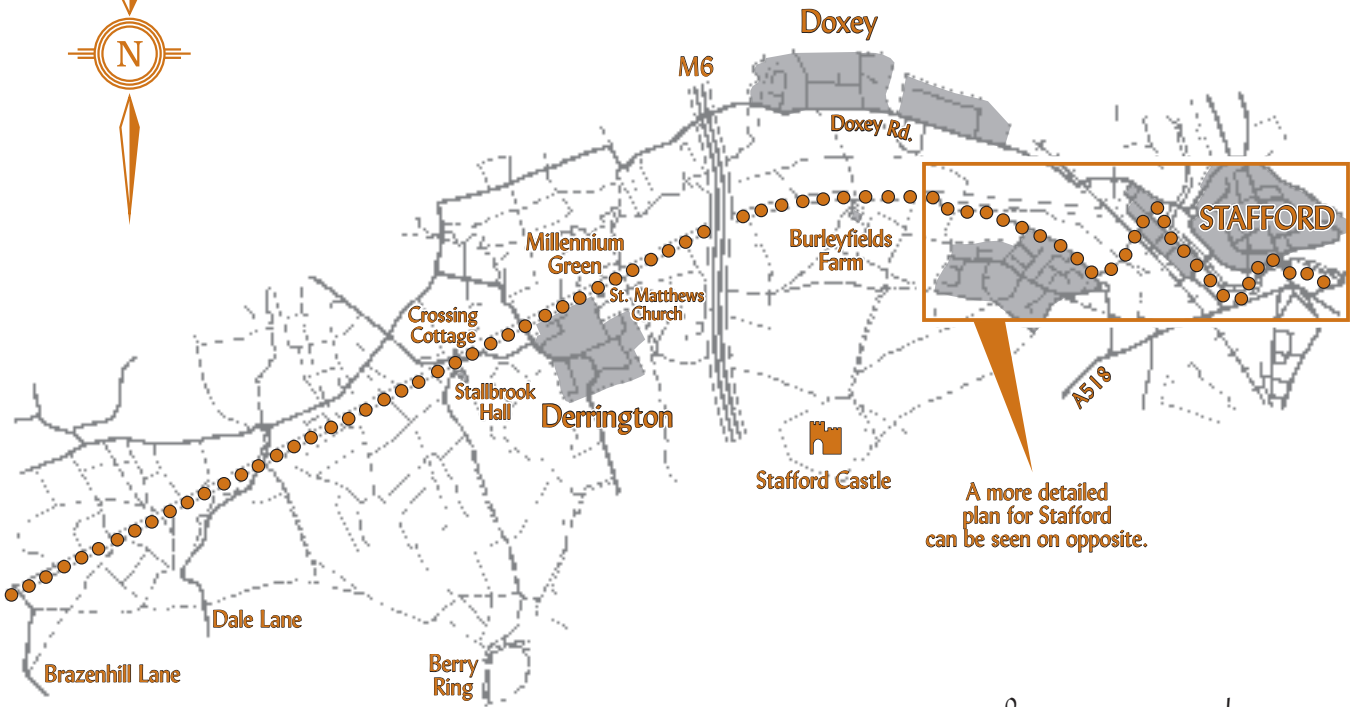 Doxey
N
M6
Doxey Rd.
STAFFORD
Millennium
Green
Burleyfields
Farm
St. Matthews
Church
Crossing
Cottage
Stallbrook
Hall
Derrington
A518
Stafford Castle
A more detailed
plan for Stafford
can be seen on opposite.
Dale Lane
Berry
Ring
Brazenhill Lane